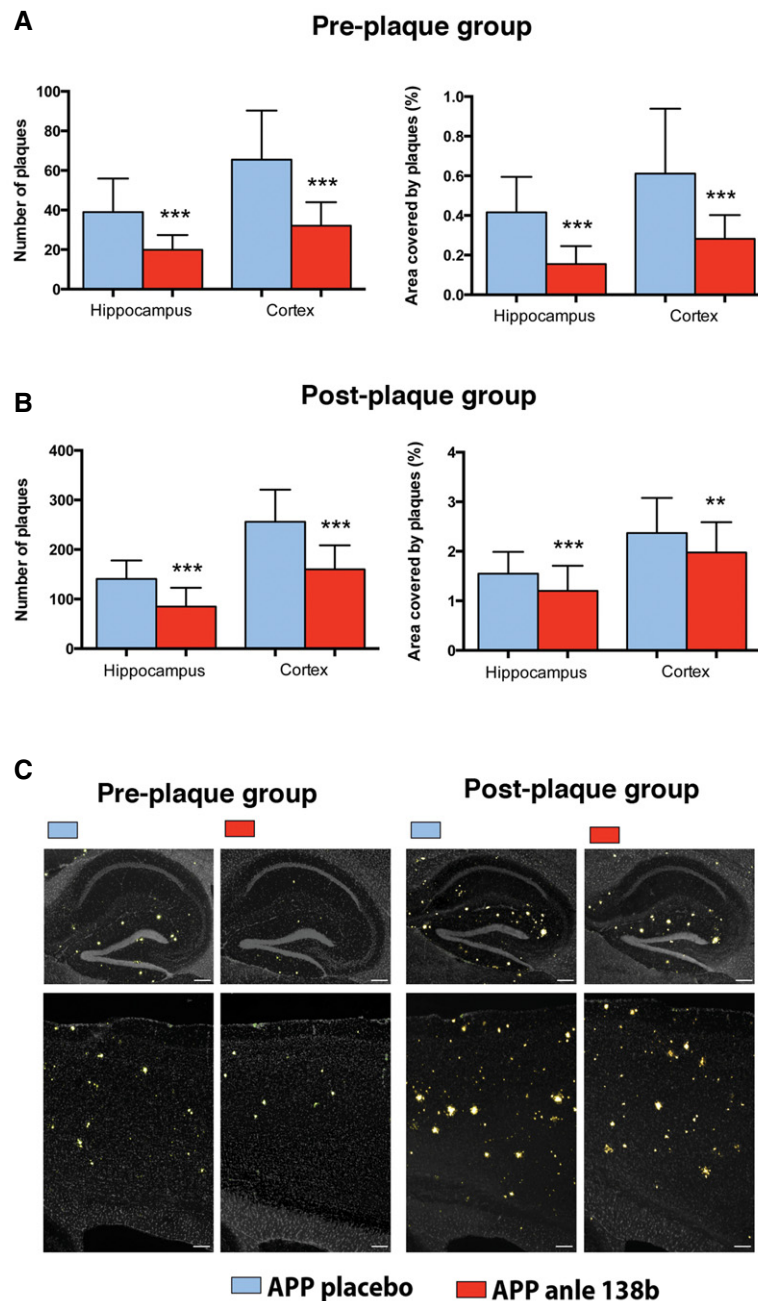 A
Pre-plaque group
Number of plaques
100
80
60
40
20
0
***
***
Hippocampus
Cortex
Area covered by plaques (%)
1.0
0.8
0.6
0.4
0.2
0.0
***
***
Hippocampus
Cortex
B
Post-plaque group
Number of plaques
400
300
200
100
0
***
***
Hippocampus
Cortex
Area covered by plaques (%)
4
3
2
1
0
***
**
Hippocampus
Cortex
C
Pre-plaque group
Post-plaque group
APP placebo
APP anle 138b